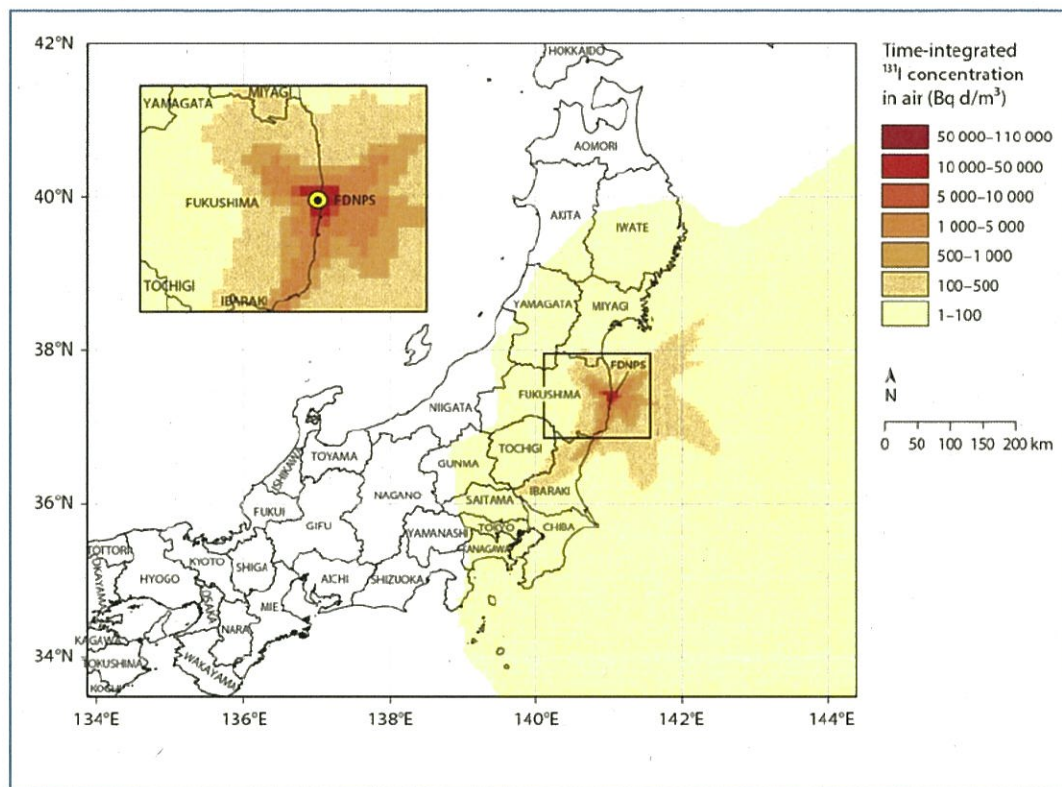 42°N
40°N
38°N
36°N
34°N
134°E
136°E
138°E
140°E
142°E
144°E
YAMAGATA
MIYAGI
FUKUSHIMA
FDNPS
TOCHIGI
IBARAKI
HOKKAIDO
AOMORI
AKITA
IWATE
YAMAGATA
MIYAGI
FDNPS
FUKUSHIMA
NIIGATA
TOCHIGI
GUNMA
ISHIKAWA
TOYAMA
NAGANO
SAITAMA
IBARAKI
FUKUI
GIFU
YAMANASHI
TOKYO
CHIBA
KANAGAWA
TOTTORI
KYOTO
SHIGA
AICHI
SHIZUOKA
OKAYAMA
HYOGO
OSAKA
MIE
NARA
KAGAWA
TOKUSHIMA
WAKAYAMA
KOCHI
Time-integrated
¹³¹I concentration
in air (Bq d/m³)
50 000–110 000
10 000–50 000
5 000–10 000
1 000–5 000
500–1 000
100–500
1–100
N
0 50 100 150 200 km